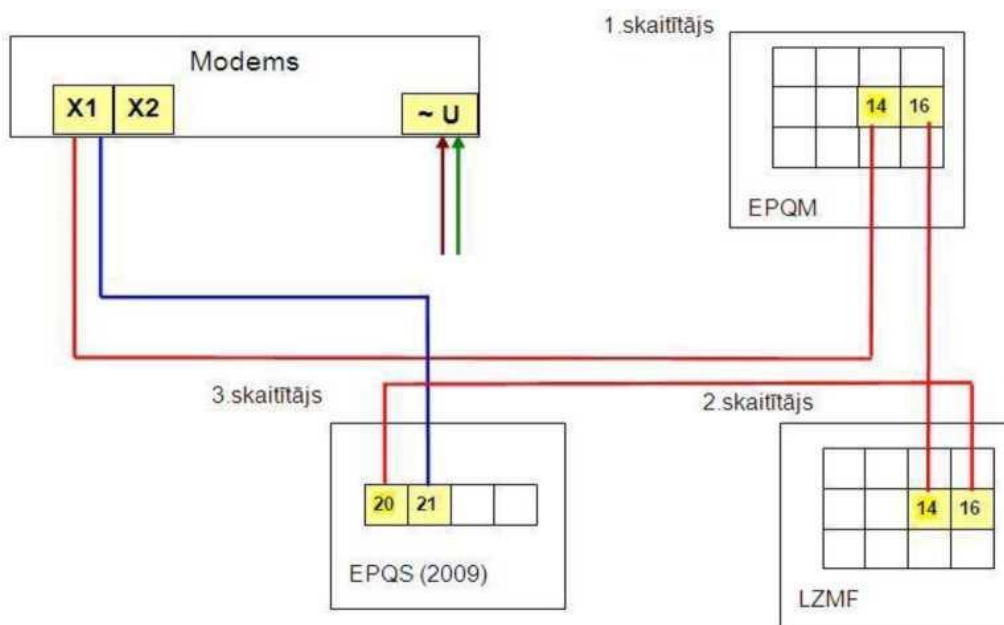 1.skaitītājs
Modems
X1 X2 ~ U
14 16
EPQM
3.skaitītājs
2.skaitītājs
20 21
14 16
EPQS (2009)
LZMF